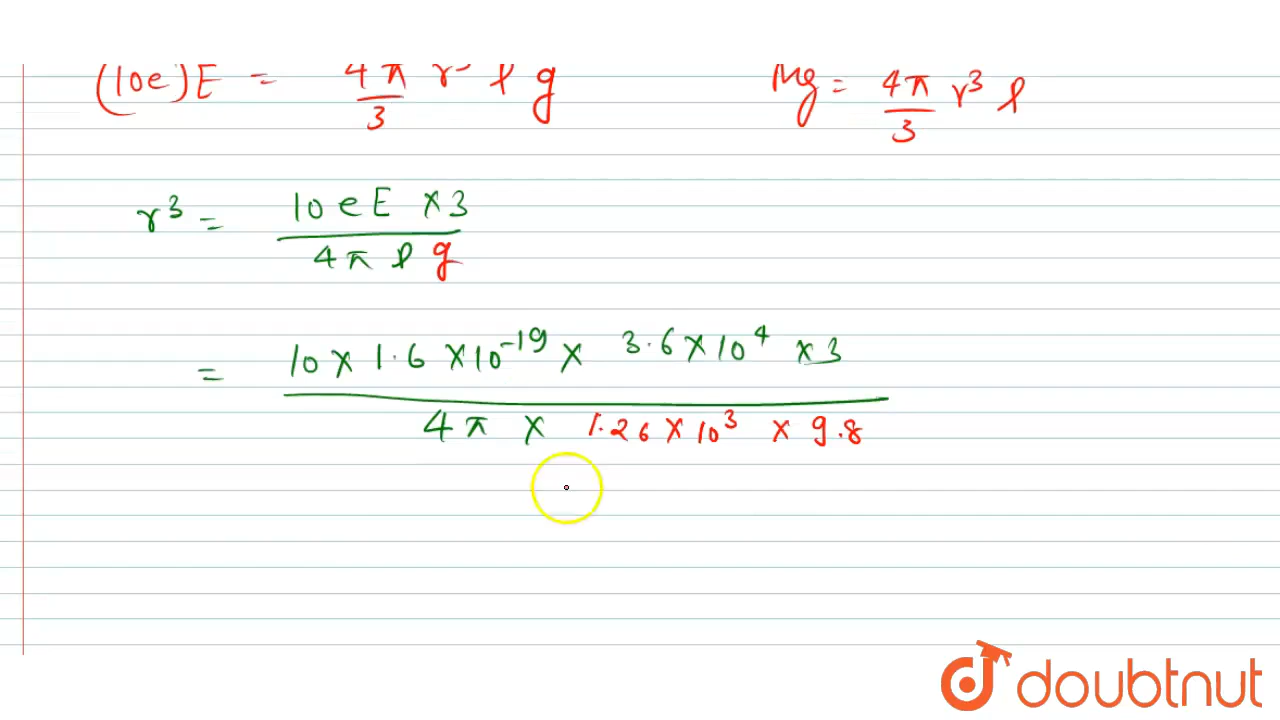 (10e)E = 4π/3 r³ ρ g Mg = 4π/3 r³ ρ
r³ = 10 e E × 3 / 4π ρ g
= 10 × 1.6 × 10⁻¹⁹ × 3.6 × 10⁴ × 3 / 4π × 1.26 × 10³ × 9.8
doubtnut